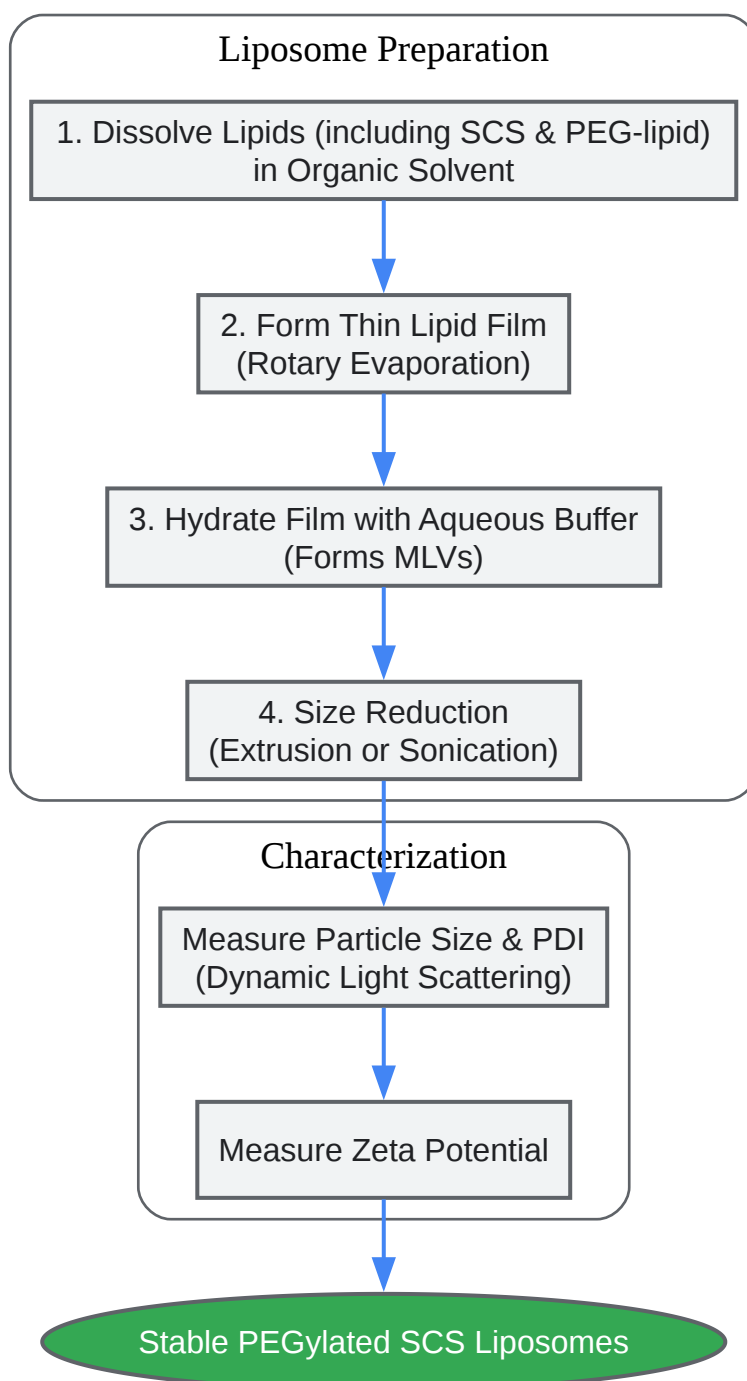 Liposome Preparation
1. Dissolve Lipids (including SCS & PEG-lipid)
in Organic Solvent
2. Form Thin Lipid Film
(Rotary Evaporation)
3. Hydrate Film with Aqueous Buffer
(Forms MLVs)
4. Size Reduction
(Extrusion or Sonication)
Characterization
Measure Particle Size & PDI
(Dynamic Light Scattering)
Measure Zeta Potential
Stable PEGylated SCS Liposomes